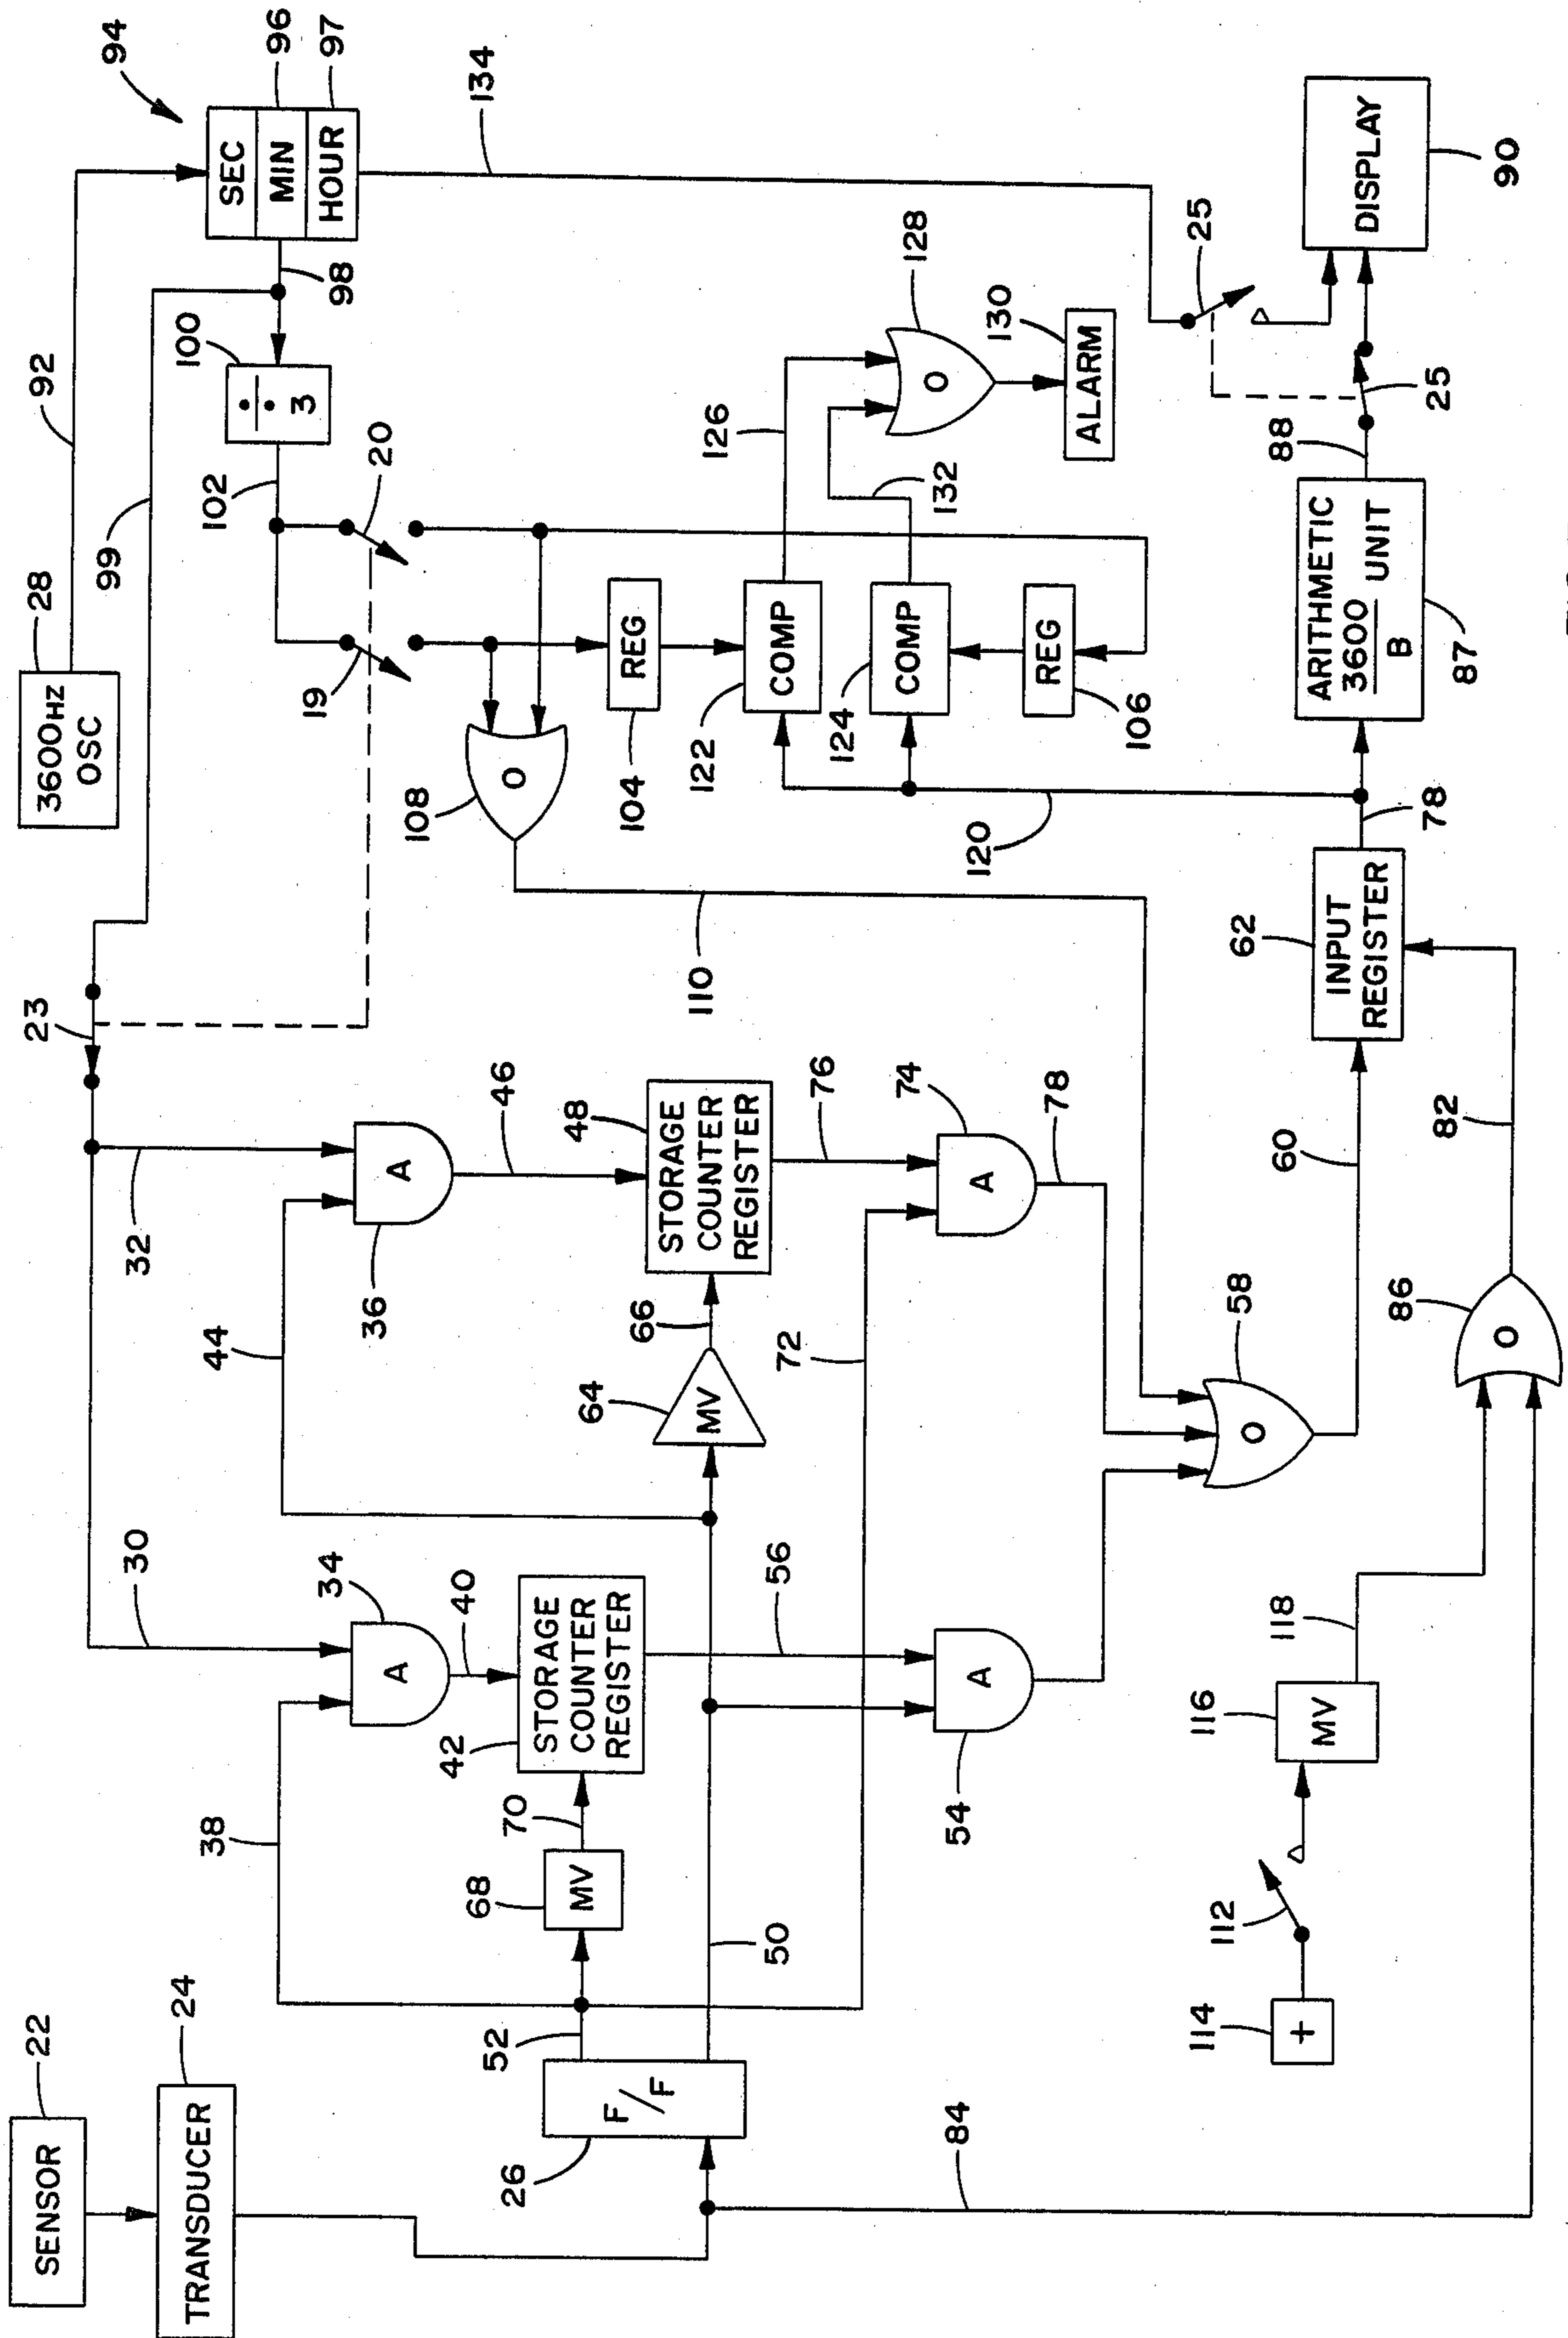 SENSOR
22
TRANSDUCER
24
23
3600HZ
OSC
28
92
94
99
30
32
SEC
MIN
HOUR
96
97
98
÷
3
100
102
38
34
A
44
36
A
19
20
40
46
108
O
134
68
MV
70
42
STORAGE
COUNTER
REGISTER
64
MV
66
48
STORAGE
COUNTER
REGISTER
104
REG
26
F/F
52
50
56
72
76
110
122
COMP
126
124
COMP
132
128
O
130
ALARM
54
A
74
A
78
120
106
REG
25
114
+
112
116
MV
118
58
O
60
62
INPUT
REGISTER
78
ARITHMETIC
3600
B
UNIT
87
88
25
DISPLAY
90
84
86
O
82